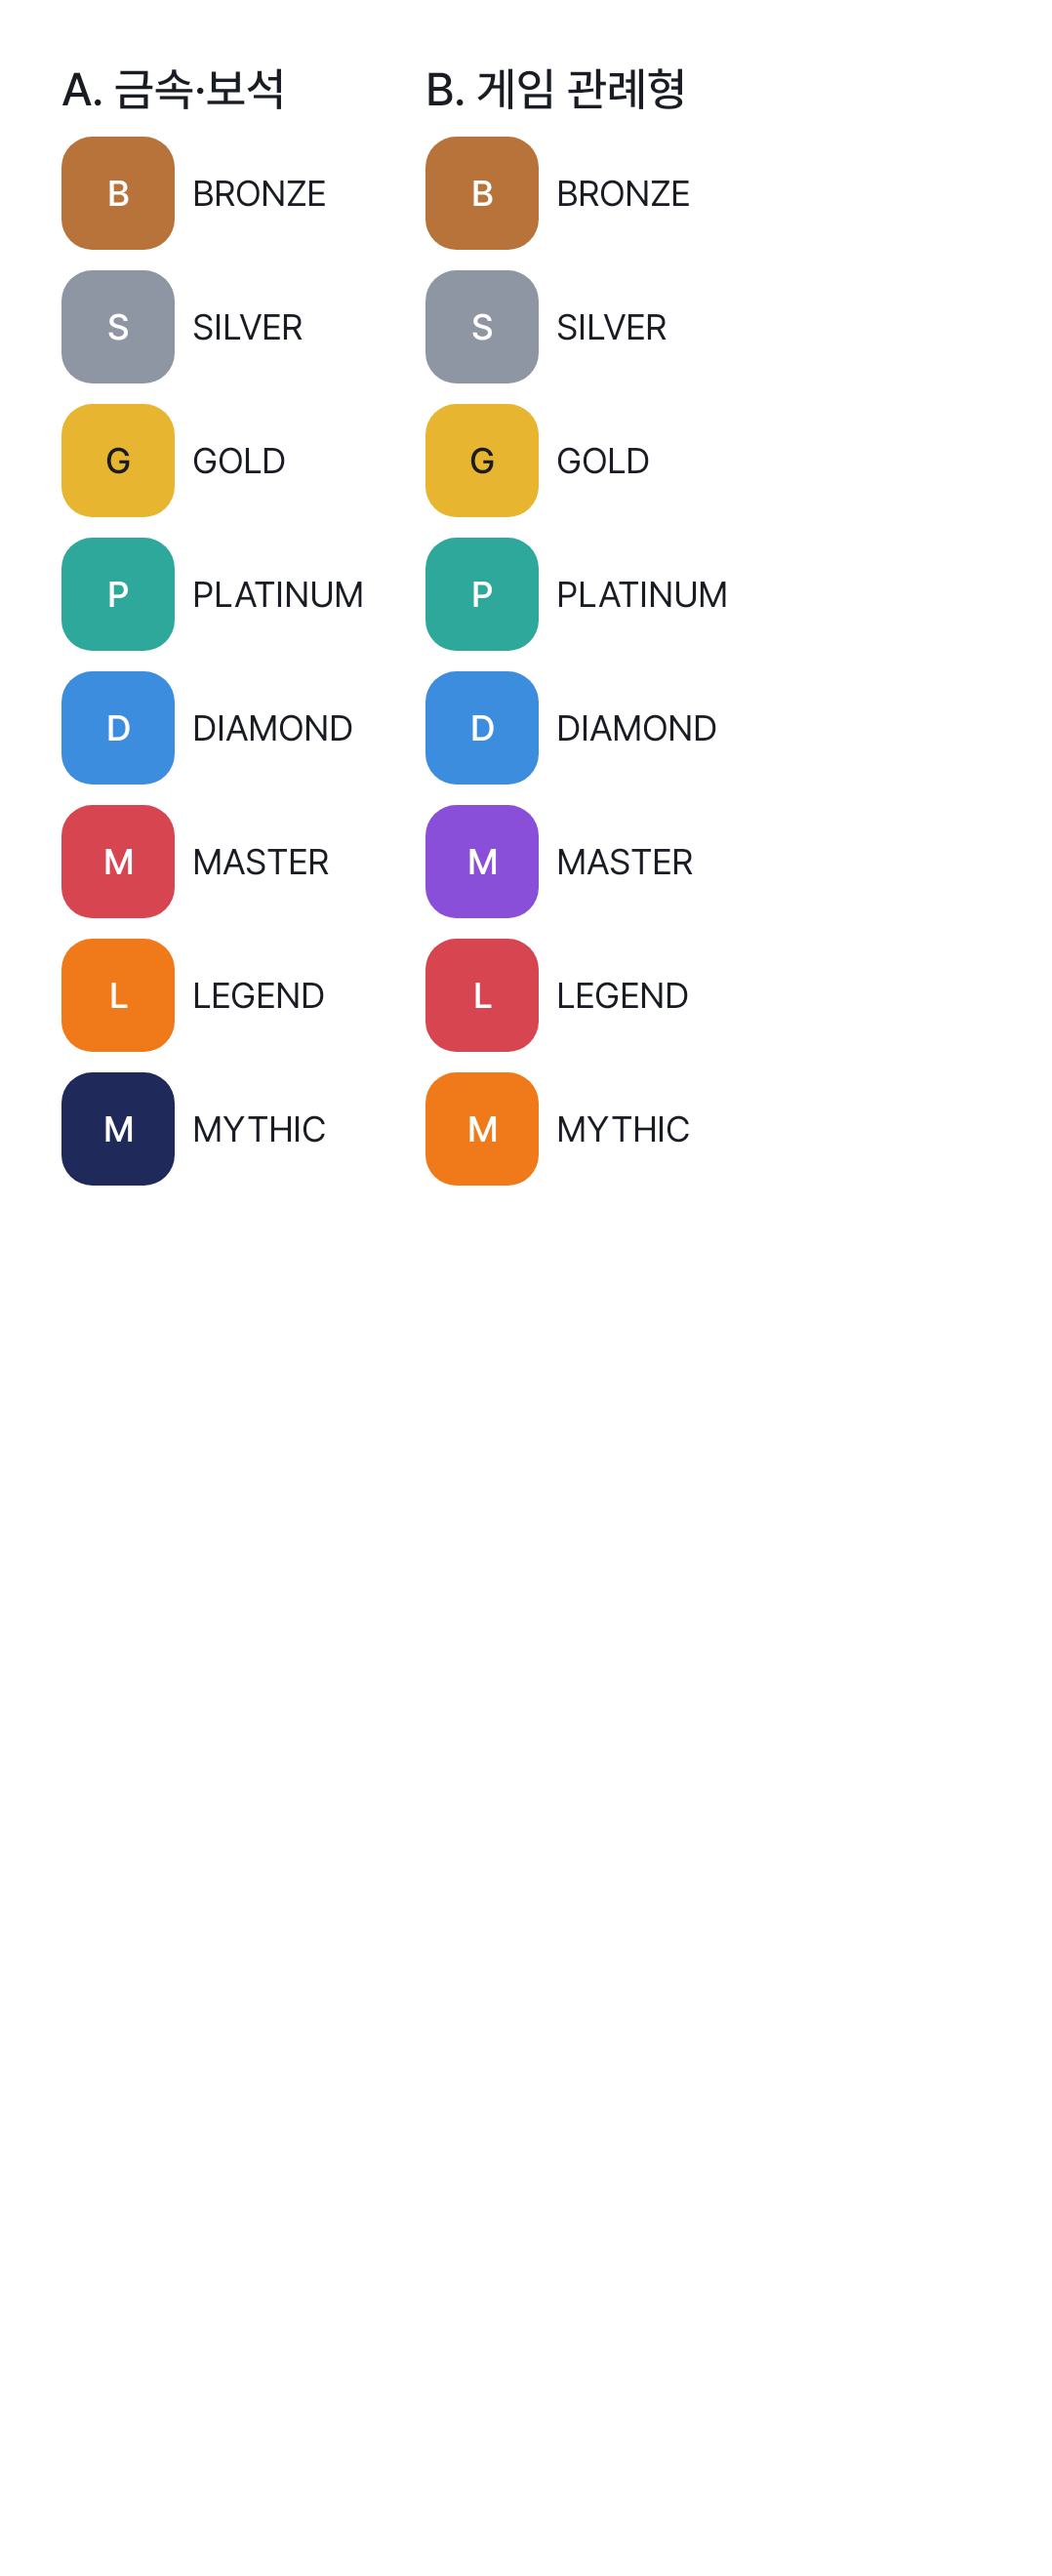 A. 금속·보석
B BRONZE
S SILVER
G GOLD
P PLATINUM
D DIAMOND
M MASTER
L LEGEND
M MYTHIC
B. 게임 관례형
B BRONZE
S SILVER
G GOLD
P PLATINUM
D DIAMOND
M MASTER
L LEGEND
M MYTHIC